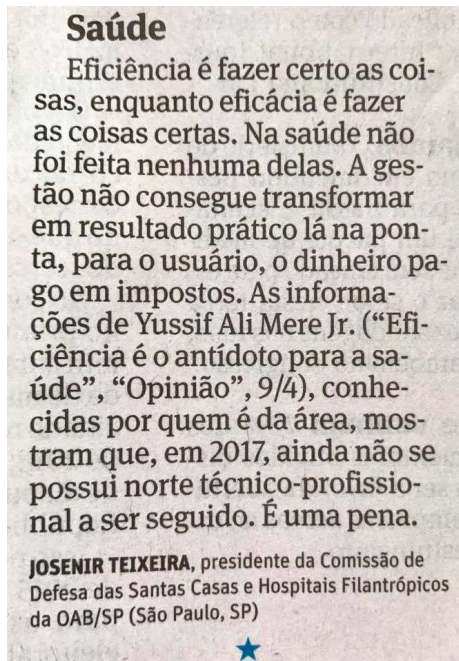 Saúde
Eficiência é fazer certo as coi-
sas, enquanto eficácia é fazer
as coisas certas. Na saúde não
foi feita nenhuma delas. A ges-
tão não consegue transformar
em resultado prático lá na pon-
ta, para o usuário, o dinheiro pa-
go em impostos. As informa-
ções de Yussif Ali Mere Jr. (“Efi-
ciência é o antídoto para a sa-
úde”, “Opinião”, 9/4), conhe-
cidas por quem é da área, mos-
tram que, em 2017, ainda não se
possui norte técnico-profissio-
nal a ser seguido. É uma pena.
JOSENIR TEIXEIRA, presidente da Comissão de
Defesa das Santas Casas e Hospitais Filantrópicos
da OAB/SP (São Paulo, SP)